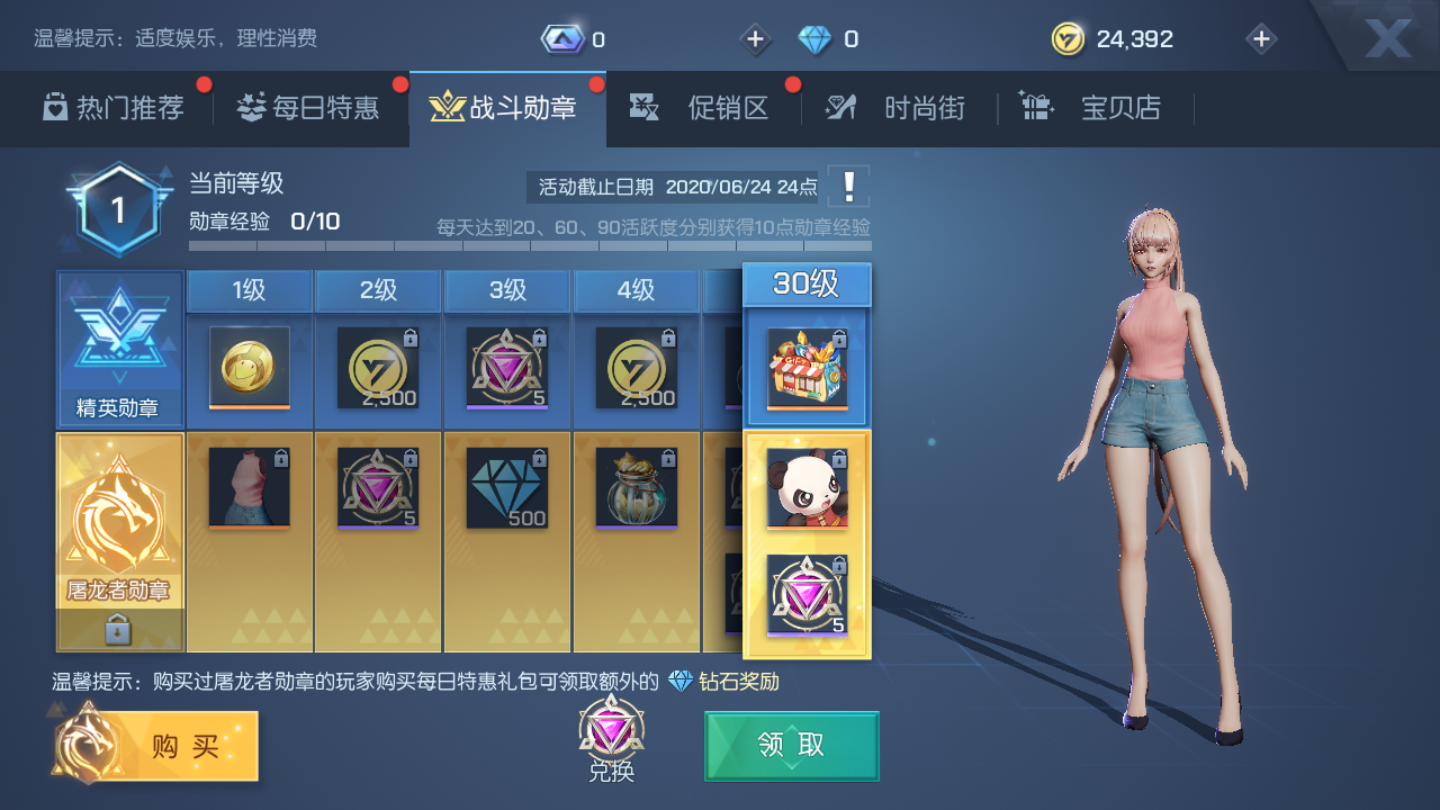 温馨提示：适度娱乐，理性消费
0
0
24,392
热门推荐
每日特惠
战斗勋章
促销区
时尚街
宝贝店
1
当前等级
活动截止日期 2020/06/24 24点
勋章经验 0/10
每天达到20、60、90活跃度分别获得10点勋章经验
精英勋章
1级
2级
3级
4级
30级
2,500
5
2,500
屠龙者勋章
5
500
5
温馨提示：购买过屠龙者勋章的玩家购买每日特惠礼包可领取额外的 钻石奖励
购买
兑换
领取